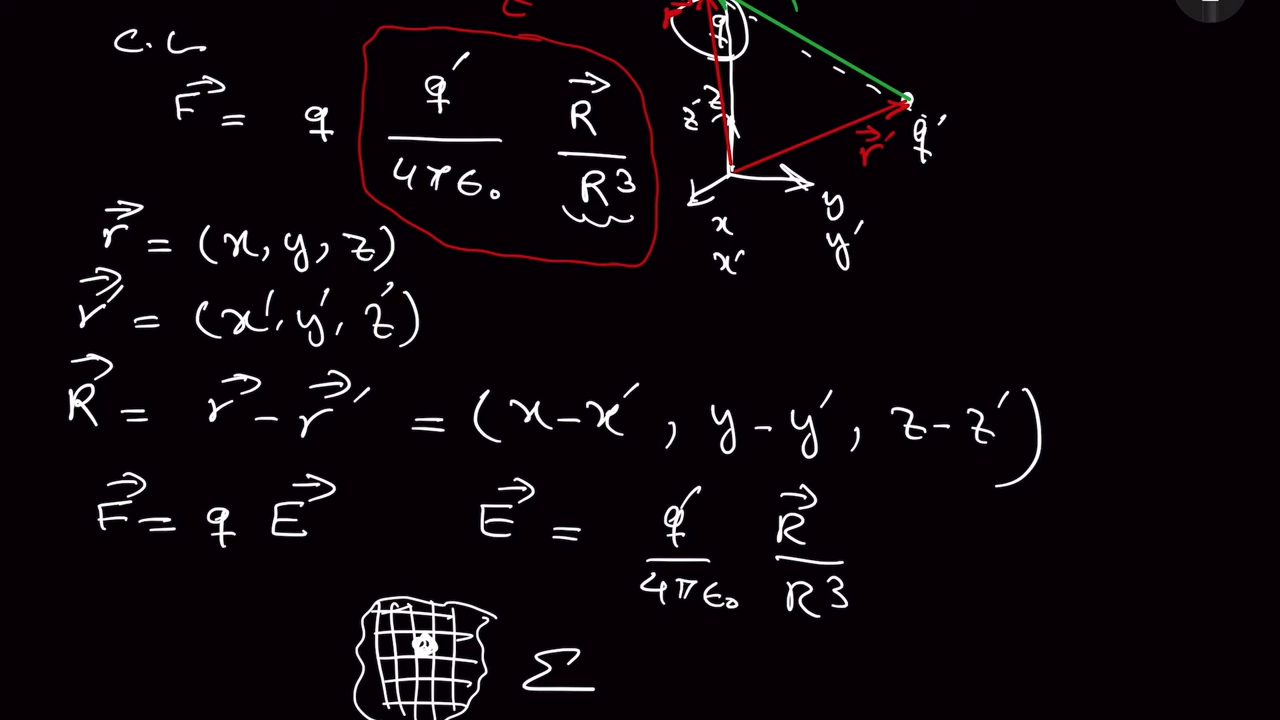 C.L
E
F⃗ = q q′/4πϵ₀ R⃗/R³
r⃗
q
z′ z
r⃗′
q′
y
y′
x
x′
r⃗ = (x, y, z)
r⃗′ = (x′, y′, z′)
R⃗ = r⃗ - r⃗′ = (x-x′, y-y′, z-z′)
F⃗ = q E⃗ E⃗ = q′/4πϵ₀ R⃗/R³
Σ